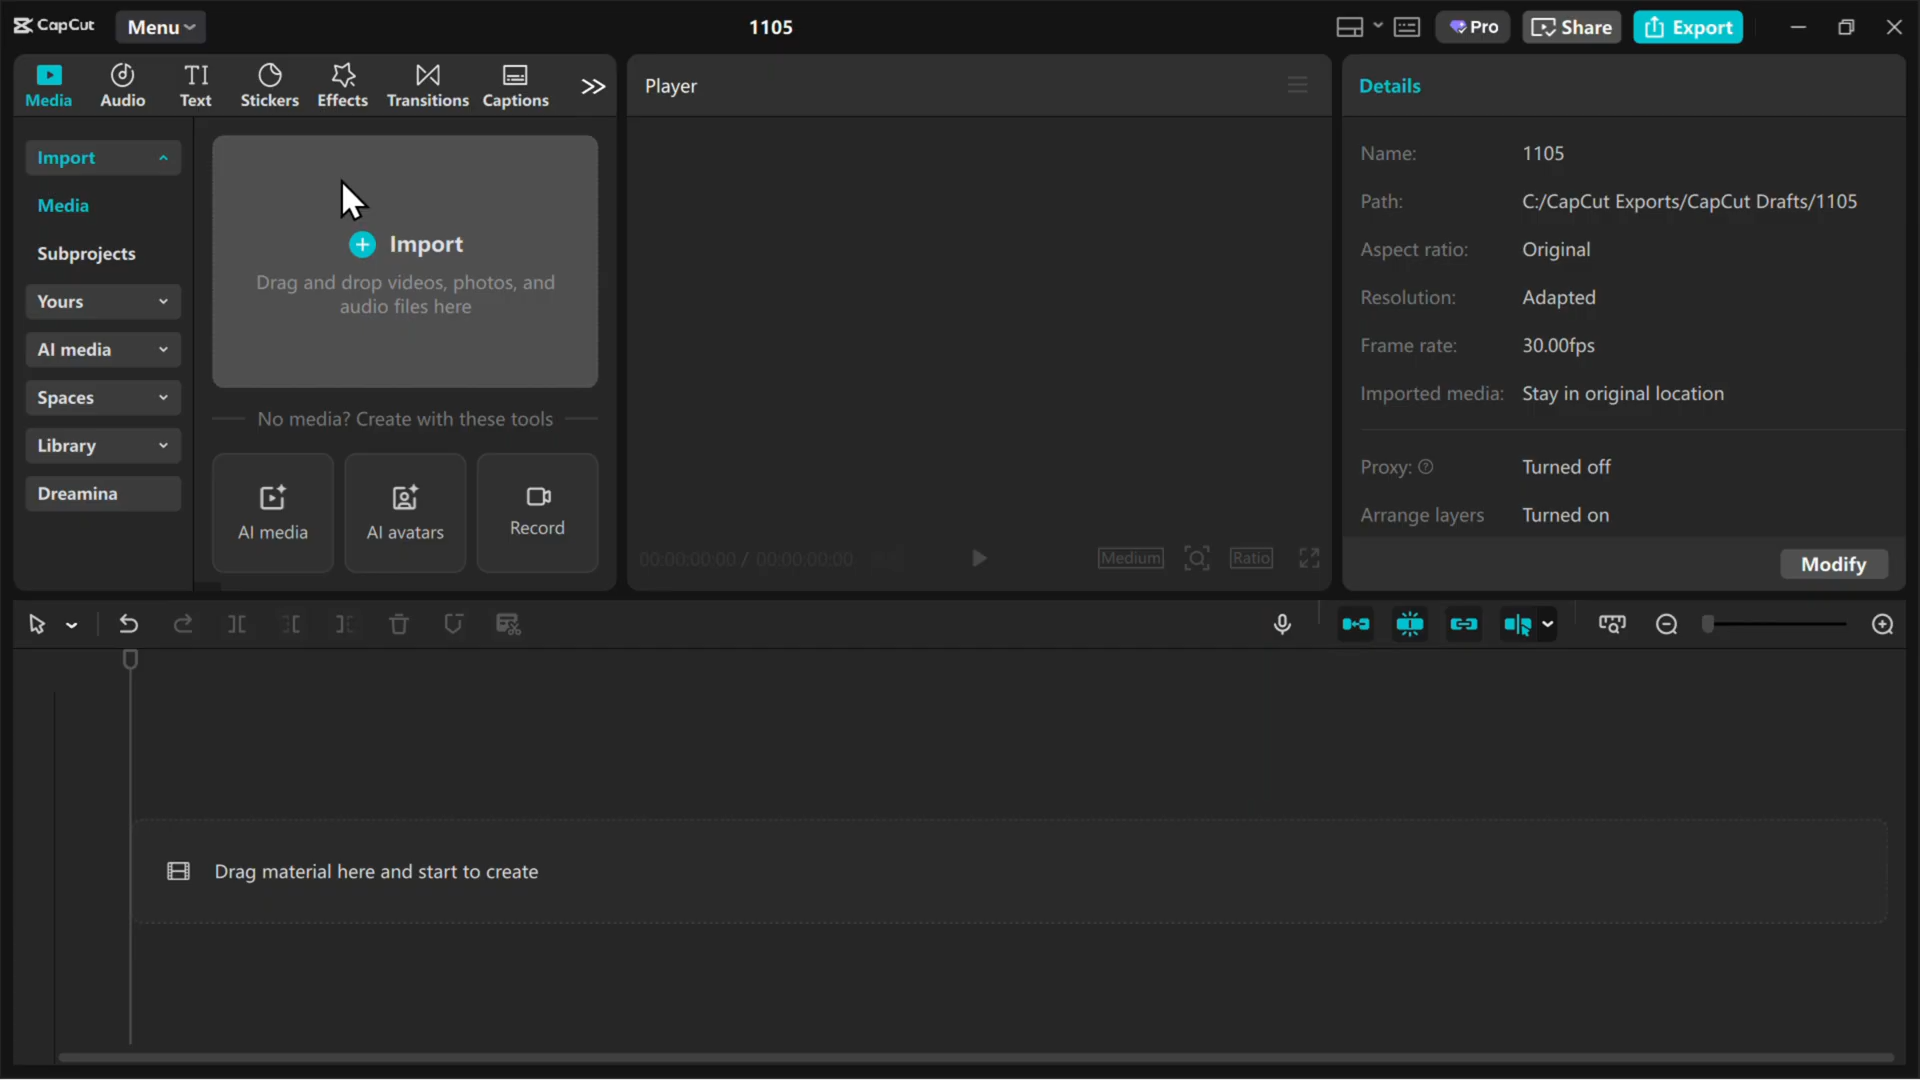 CapCut
Menu
1105
Pro
Share
Export
Media
Audio
TI
Text
Stickers
Effects
Transitions
Captions
Player
Details
Import
Media
Subprojects
Yours
AI media
Spaces
Library
Dreamina
Import
Drag and drop videos, photos, and
audio files here
No media? Create with these tools
AI media
AI avatars
Record
00:00:00:00 / 00:00:00:00
Medium
Ratio
Name: 1105
Path: C:/CapCut Exports/CapCut Drafts/1105
Aspect ratio: Original
Resolution: Adapted
Frame rate: 30.00fps
Imported media: Stay in original location
Proxy: Turned off
Arrange layers Turned on
Modify
Drag material here and start to create